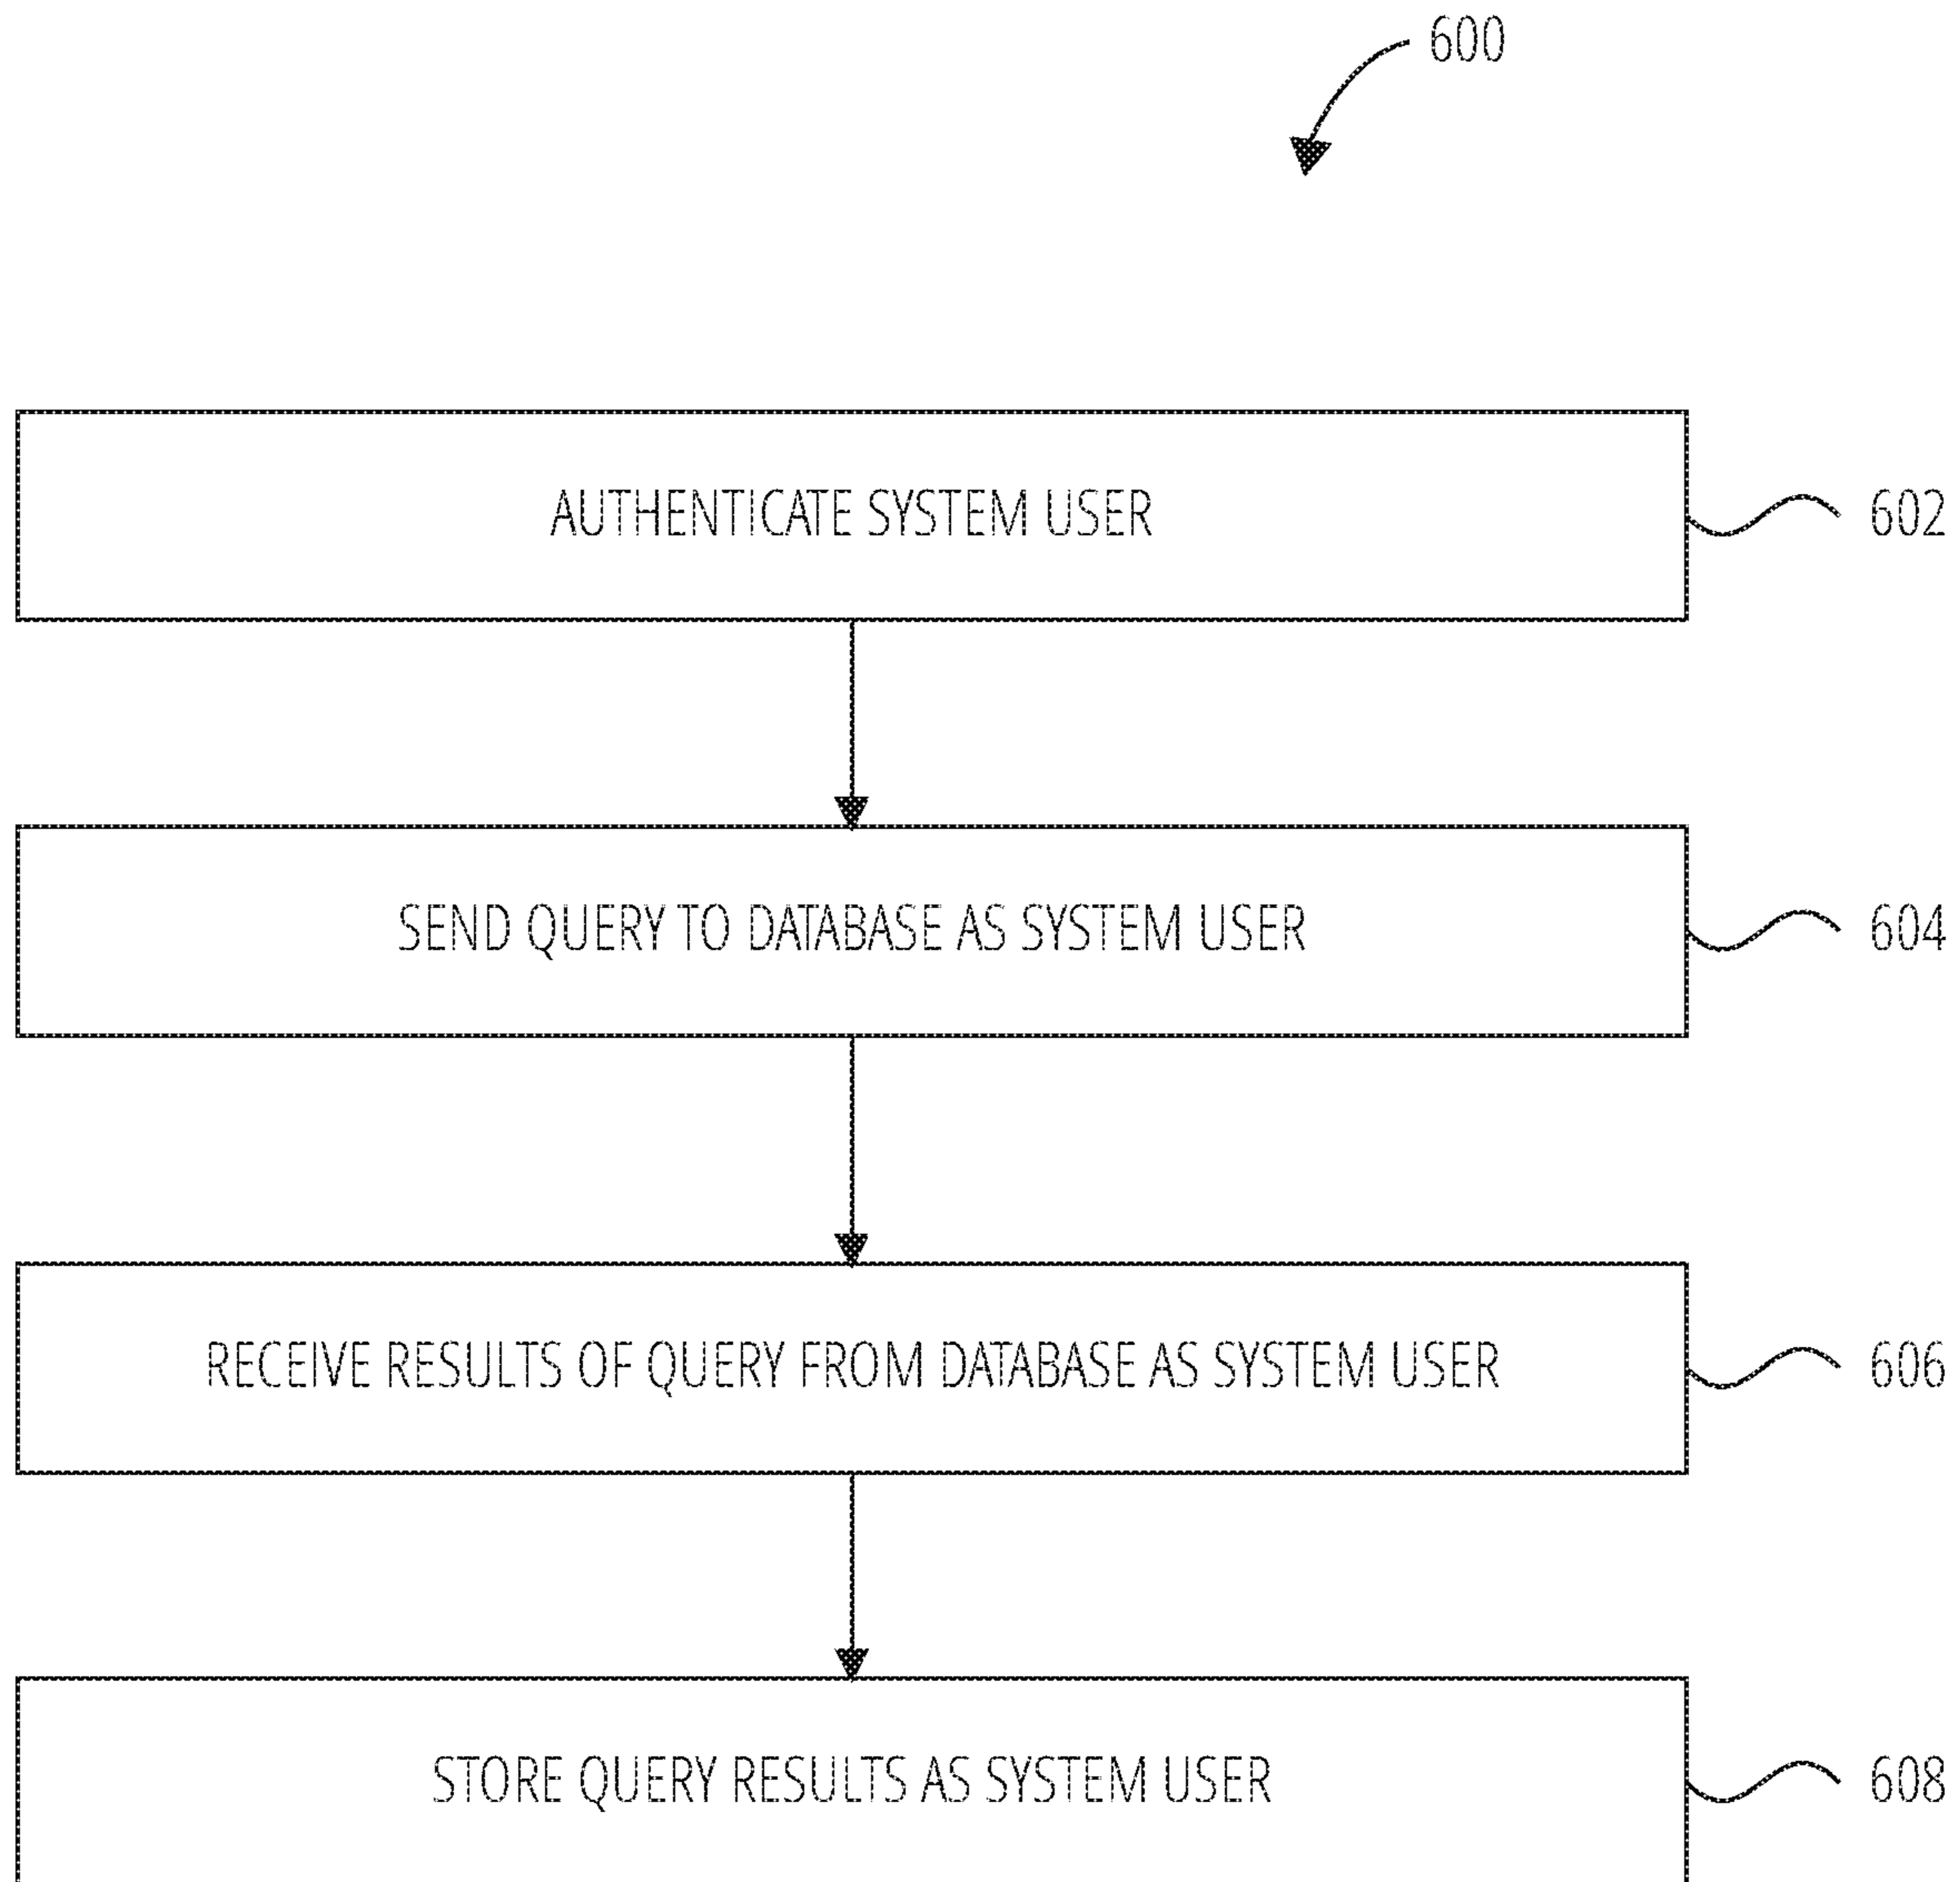 600
AUTHENTICATE SYSTEM USER
602
SEND QUERY TO DATABASE AS SYSTEM USER
604
RECEIVE RESULTS OF QUERY FROM DATABASE AS SYSTEM USER
606
STORE QUERY RESULTS AS SYSTEM USER
608